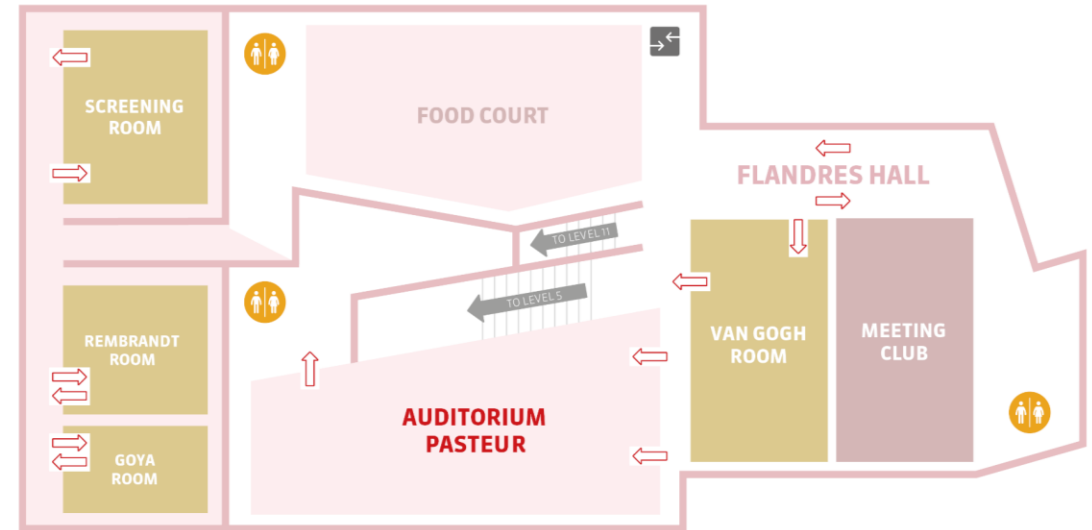 SCREENING
ROOM
FOOD COURT
FLANDRES HALL
TO LEVEL 11
TO LEVEL 5
REMBRANDT
ROOM
VAN GOGH
ROOM
MEETING
CLUB
AUDITORIUM
PASTEUR
GOYA
ROOM